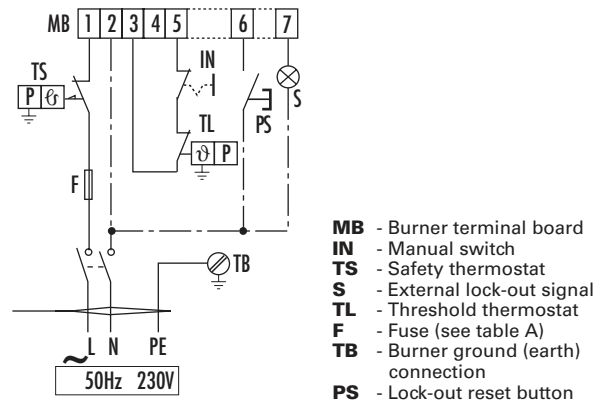 MB 1 2 3 4 5 6 7
TS
P
IN
S
TL
PS
ϑ P
F
TB
L N PE
50Hz 230V
MB - Burner terminal board
IN - Manual switch
TS - Safety thermostat
S - External lock-out signal
TL - Threshold thermostat
F - Fuse (see table A)
TB - Burner ground (earth)
connection
PS - Lock-out reset button